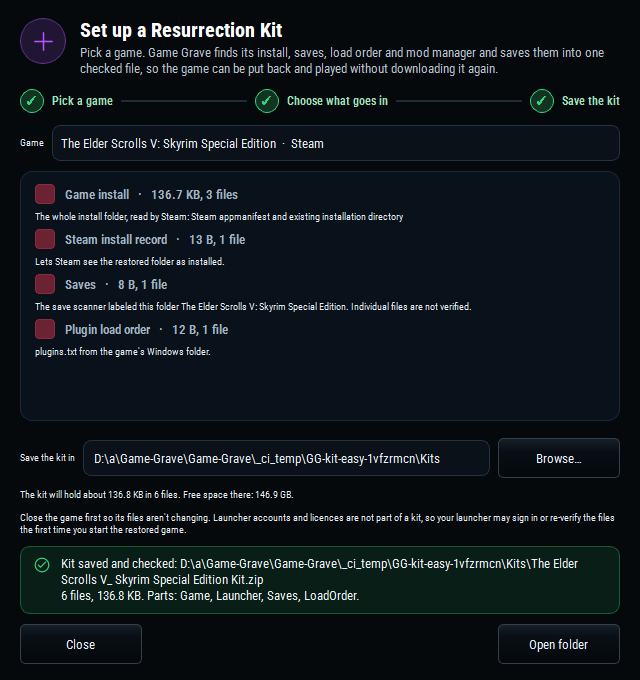 Set up a Resurrection Kit
Pick a game. Game Grave finds its install, saves, load order and mod manager and saves them into one
checked file, so the game can be put back and played without downloading it again.
✓ Pick a game ✓ Choose what goes in ✓ Save the kit
Game The Elder Scrolls V: Skyrim Special Edition · Steam
Game install · 136.7 KB, 3 files
The whole install folder, read by Steam: Steam appmanifest and existing installation directory
Steam install record · 13 B, 1 file
Lets Steam see the restored folder as installed.
Saves · 8 B, 1 file
The save scanner labeled this folder The Elder Scrolls V: Skyrim Special Edition. Individual files are not verified.
Plugin load order · 12 B, 1 file
plugins.txt from the game's Windows folder.
Save the kit in D:\a\Game-Grave\Game-Grave\_ci_temp\GG-kit-easy-1vfzrmcn\Kits Browse...
The kit will hold about 136.8 KB in 6 files. Free space there: 146.9 GB.
Close the game first so its files aren't changing. Launcher accounts and licences are not part of a kit, so your launcher may sign in or re-verify the files
the first time you start the restored game.
Kit saved and checked: D:\a\Game-Grave\Game-Grave\_ci_temp\GG-kit-easy-1vfzrmcn\Kits\The Elder
Scrolls V_ Skyrim Special Edition Kit.zip
6 files, 136.8 KB. Parts: Game, Launcher, Saves, LoadOrder.
Close Open folder